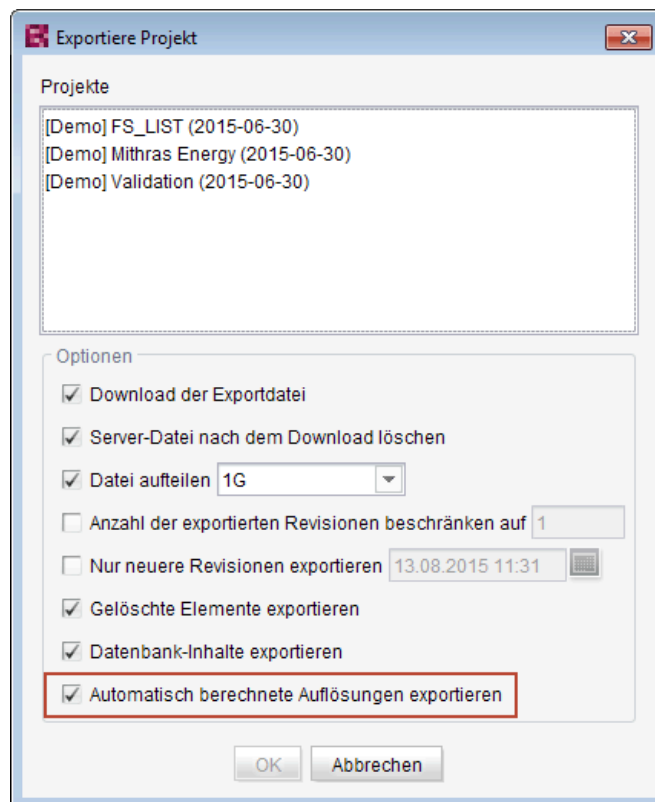 Exportiere Projekt
Projekte
[Demo] FS_LIST (2015-06-30)
[Demo] Mithras Energy (2015-06-30)
[Demo] Validation (2015-06-30)
Optionen
Download der Exportdatei
Server-Datei nach dem Download löschen
Datei aufteilen 1G
Anzahl der exportierten Revisionen beschränken auf 1
Nur neuere Revisionen exportieren 13.08.2015 11:31
Gelöschte Elemente exportieren
Datenbank-Inhalte exportieren
Automatisch berechnete Auflösungen exportieren
OK Abbrechen